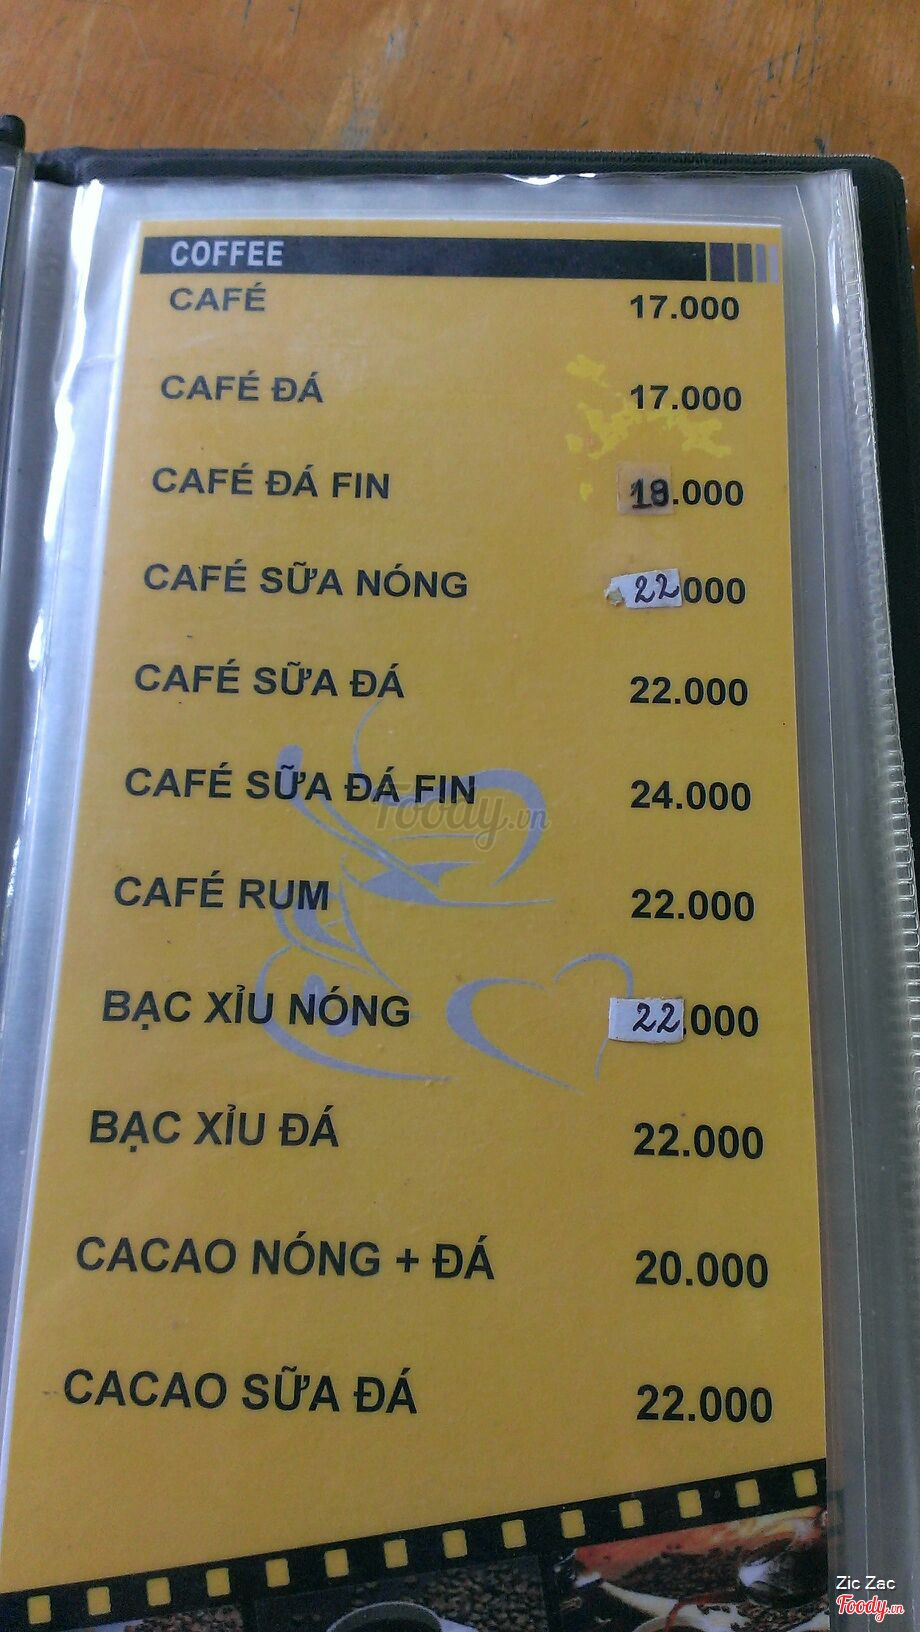 COFFEE
CAFÉ 17.000
CAFÉ ĐÁ 17.000
CAFÉ ĐÁ FIN 18.000
CAFÉ SỮA NÓNG 22.000
CAFÉ SỮA ĐÁ 22.000
CAFÉ SỮA ĐÁ FIN 24.000
Foody.vn
CAFÉ RUM 22.000
BẠC XỈU NÓNG 22.000
BẠC XỈU ĐÁ 22.000
CACAO NÓNG + ĐÁ 20.000
CACAO SỮA ĐÁ 22.000
Zic Zac
Foody.vn